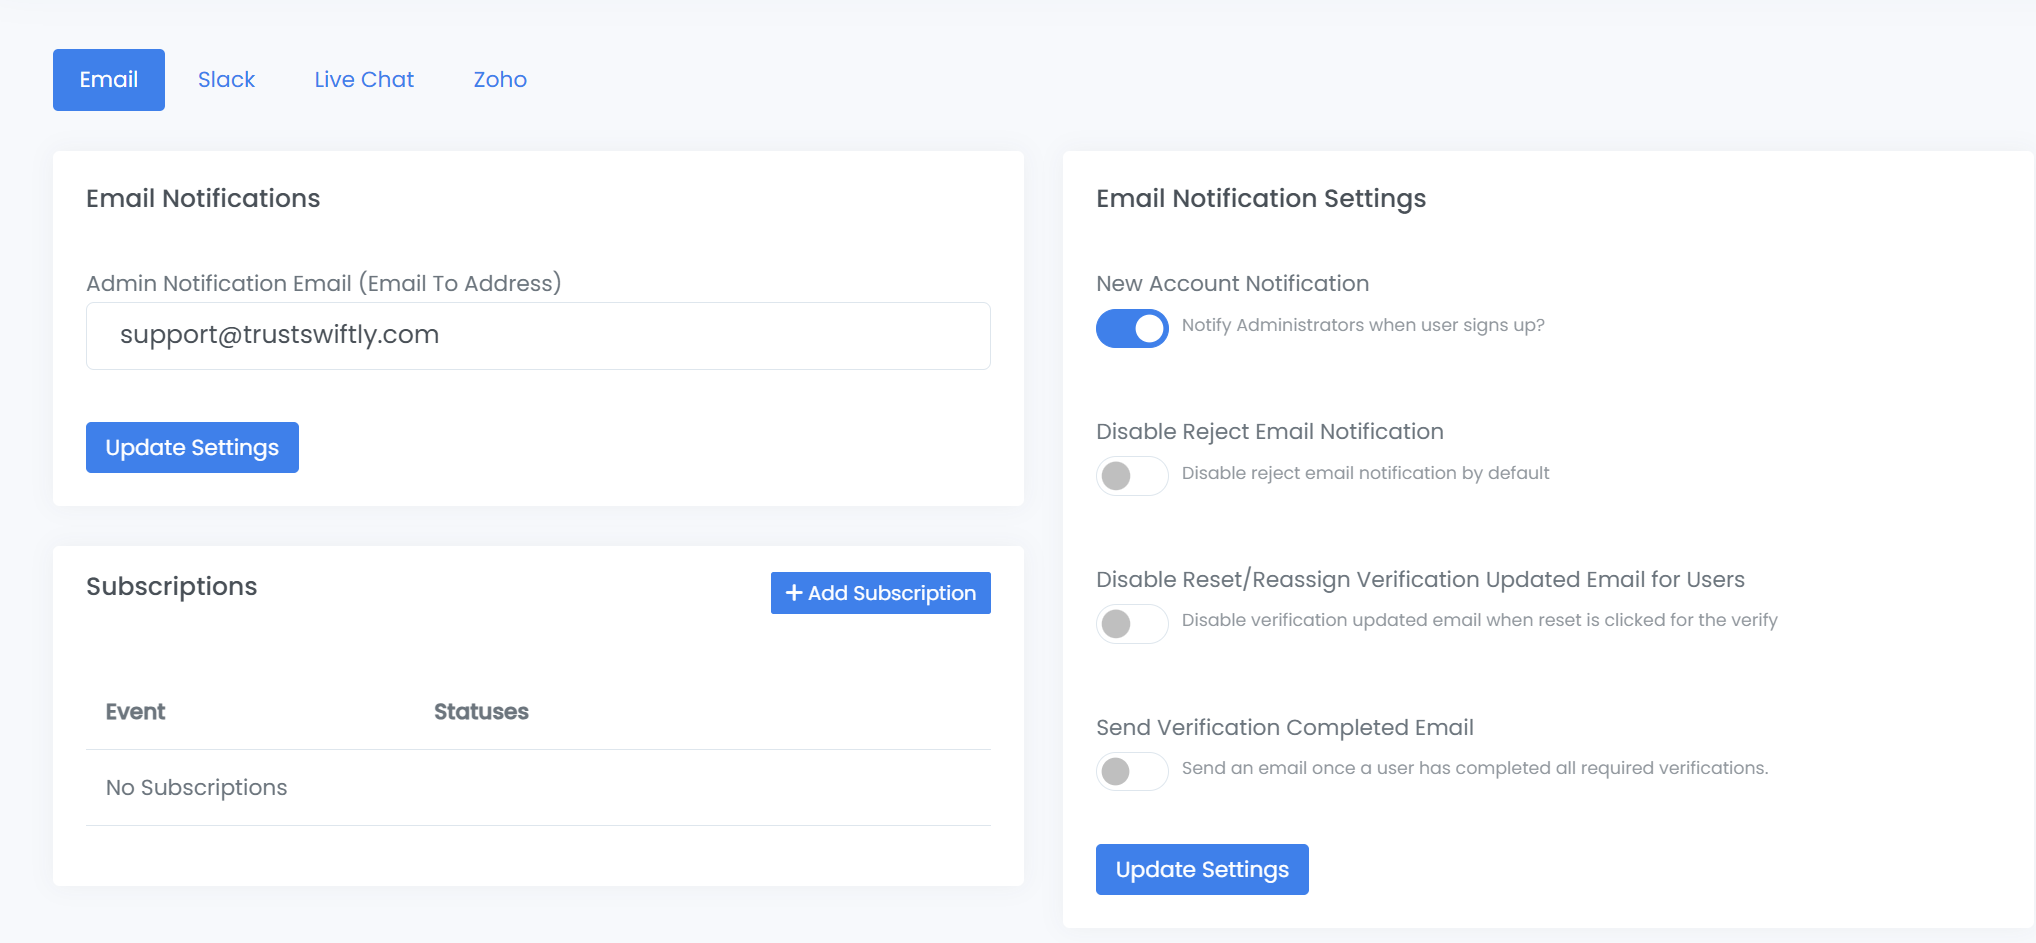 Email
Slack
Live Chat
Zoho
Email Notifications
Admin Notification Email (Email To Address)
support@trustswiftly.com
Update Settings
Subscriptions
Add Subscription
Event
Statuses
No Subscriptions
Email Notification Settings
New Account Notification
Notify Administrators when user signs up?
Disable Reject Email Notification
Disable reject email notification by default
Disable Reset/Reassign Verification Updated Email for Users
Disable verification updated email when reset is clicked for the verify
Send Verification Completed Email
Send an email once a user has completed all required verifications.
Update Settings